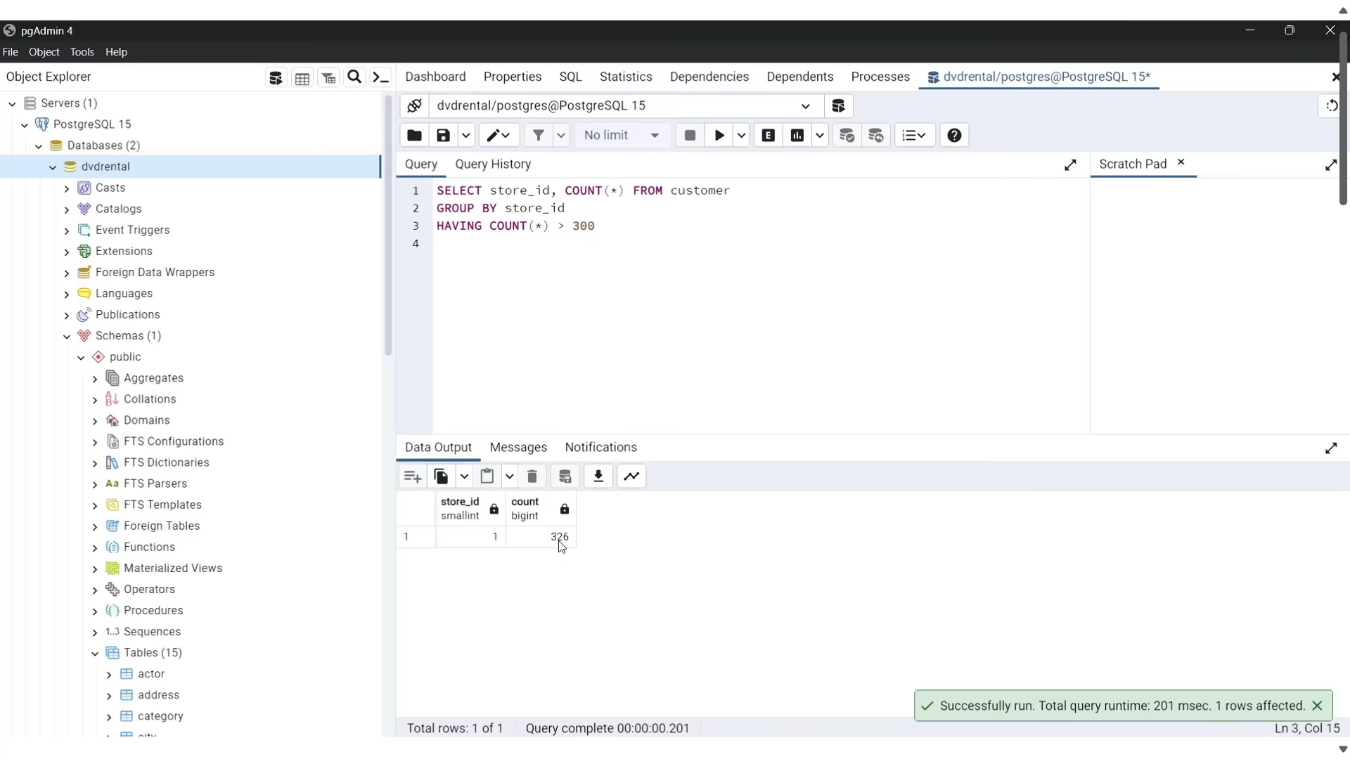 pgAdmin 4
File Object Tools Help
Object Explorer
Dashboard Properties SQL Statistics Dependencies Dependents Processes dvdrental/postgres@PostgreSQL 15*
Servers (1)
PostgreSQL 15
Databases (2)
dvdrental
Casts
Catalogs
Event Triggers
Extensions
Foreign Data Wrappers
Languages
Publications
Schemas (1)
public
Aggregates
Collations
Domains
FTS Configurations
FTS Dictionaries
Aa FTS Parsers
FTS Templates
Foreign Tables
Functions
Materialized Views
Operators
Procedures
1..3 Sequences
Tables (15)
actor
address
category
dvdrental/postgres@PostgreSQL 15
No limit
E
Query Query History
Scratch Pad
1 SELECT store_id, COUNT(*) FROM customer
2 GROUP BY store_id
3 HAVING COUNT(*) > 300
4
Data Output Messages Notifications
store_id count
smallint bigint
1 1 326
Successfully run. Total query runtime: 201 msec. 1 rows affected.
Total rows: 1 of 1 Query complete 00:00:00.201 Ln 3, Col 15